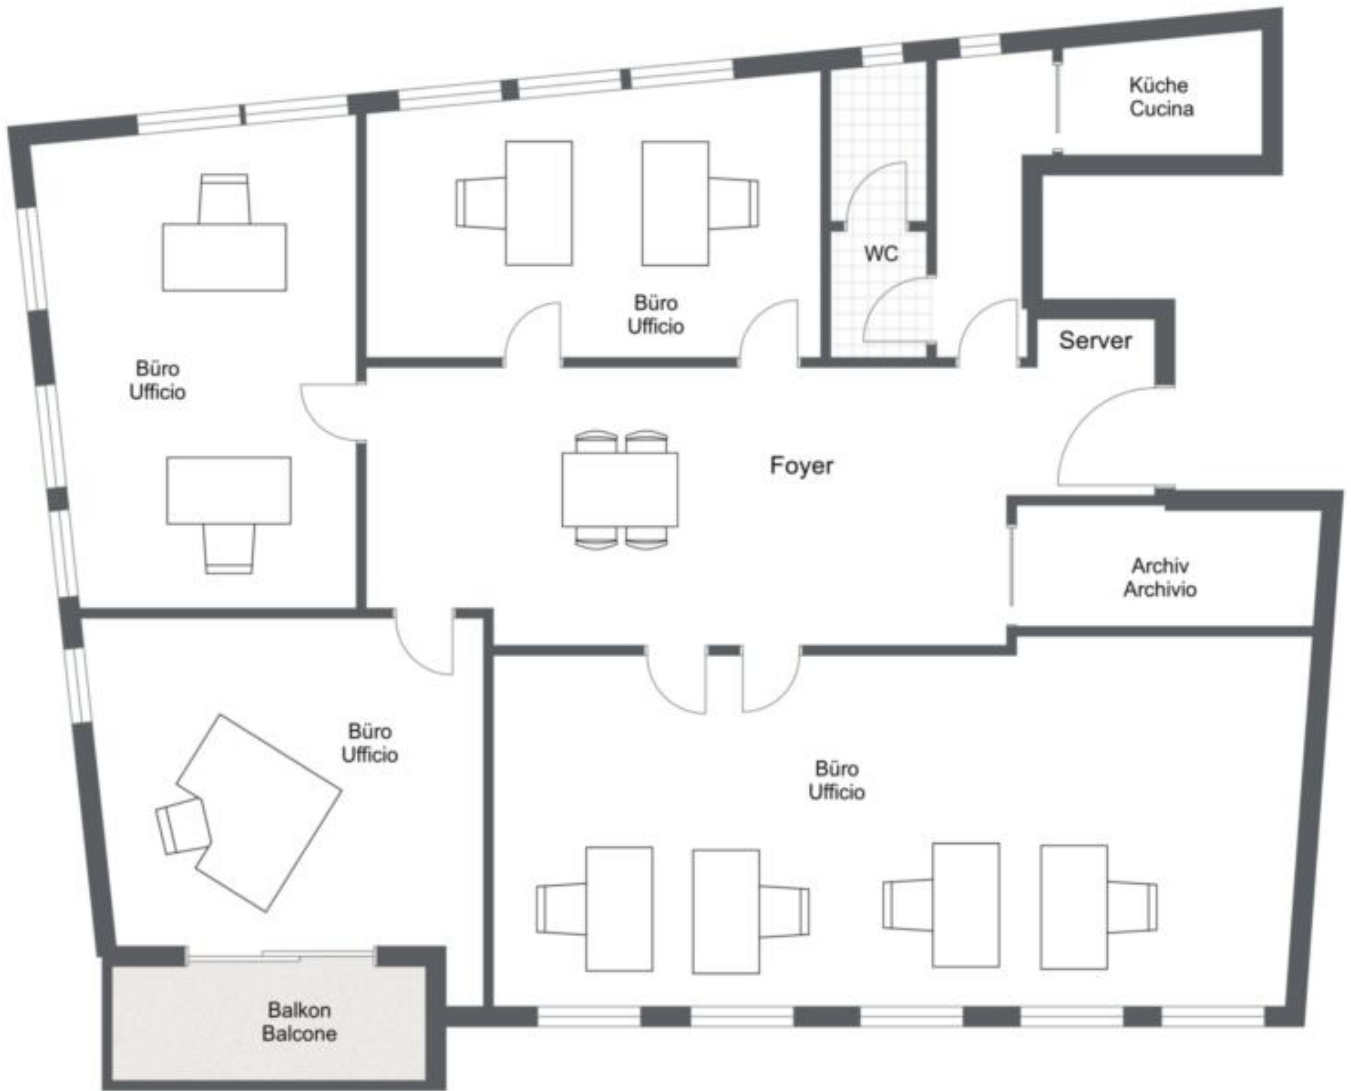 Küche
Cucina
WC
Büro
Ufficio
Server
Büro
Ufficio
Foyer
Archiv
Archivio
Büro
Ufficio
Büro
Ufficio
Balkon
Balcone